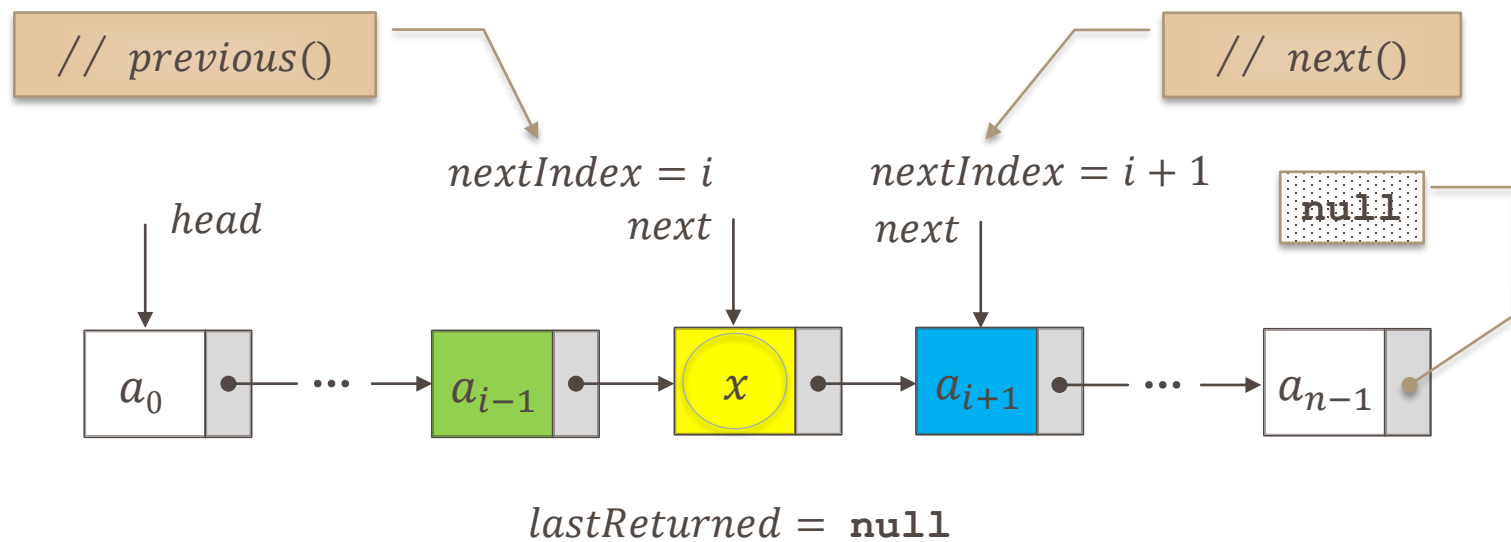 // previous()
// next()
nextIndex = i
nextIndex = i + 1
null
head
next
next
a₀
...
aᵢ₋₁
x
aᵢ₊₁
...
aₙ₋₁
lastReturned = null